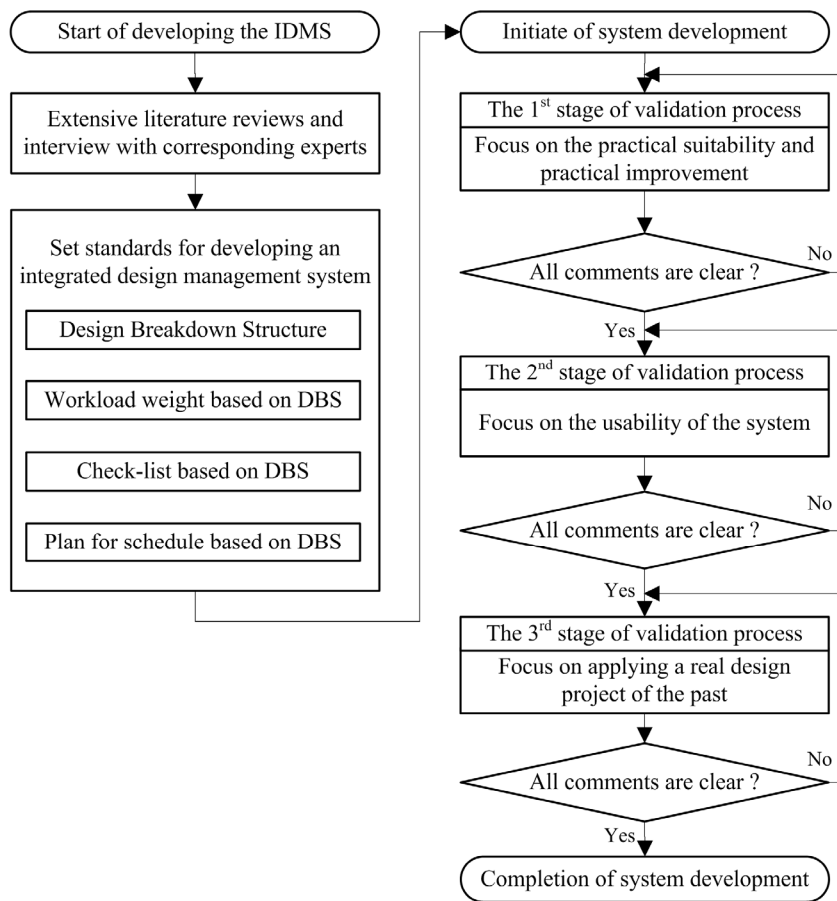 Start of developing the IDMS
Extensive literature reviews and
interview with corresponding experts
Set standards for developing an
integrated design management system
Design Breakdown Structure
Workload weight based on DBS
Check-list based on DBS
Plan for schedule based on DBS
Initiate of system development
The 1st stage of validation process
Focus on the practical suitability and
practical improvement
All comments are clear ?
No
Yes
The 2nd stage of validation process
Focus on the usability of the system
All comments are clear ?
No
Yes
The 3rd stage of validation process
Focus on applying a real design
project of the past
All comments are clear ?
No
Yes
Completion of system development